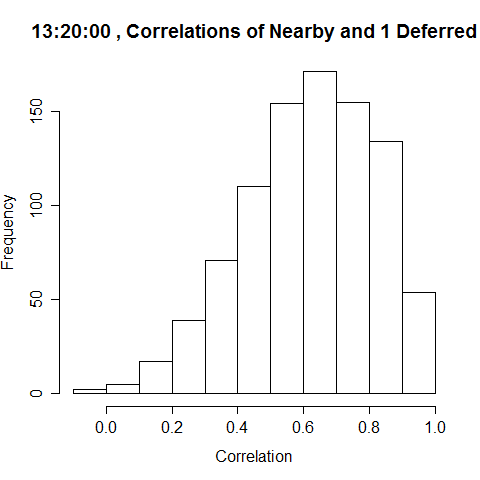 13:20:00 , Correlations of Nearby and 1 Deferred
Frequency
150
100
50
0
0.0 0.2 0.4 0.6 0.8 1.0
Correlation